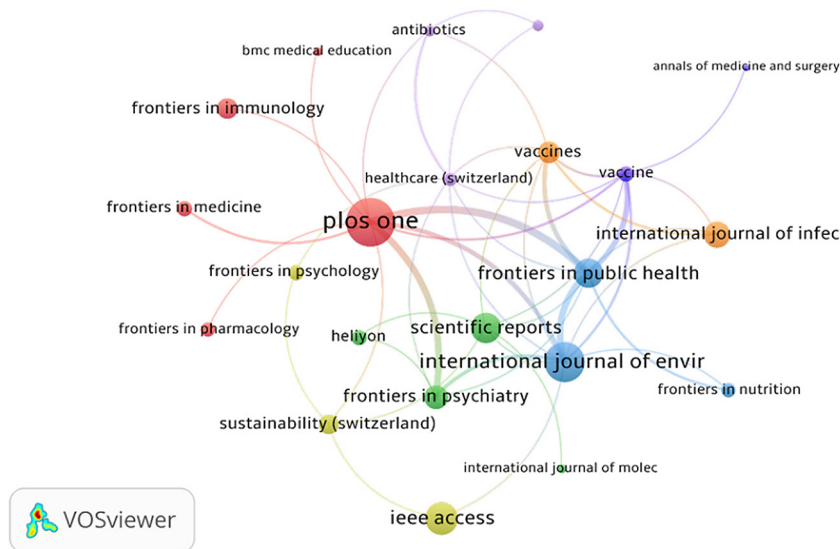 antibiotics
bmc medical education
annals of medicine and surgery
frontiers in immunology
vaccines
healthcare (switzerland)
vaccine
frontiers in medicine
plos one
international journal of infec
frontiers in psychology
frontiers in public health
frontiers in pharmacology
heliyon
scientific reports
international journal of envir
frontiers in psychiatry
frontiers in nutrition
sustainability (switzerland)
international journal of molec
ieee access
VOSviewer